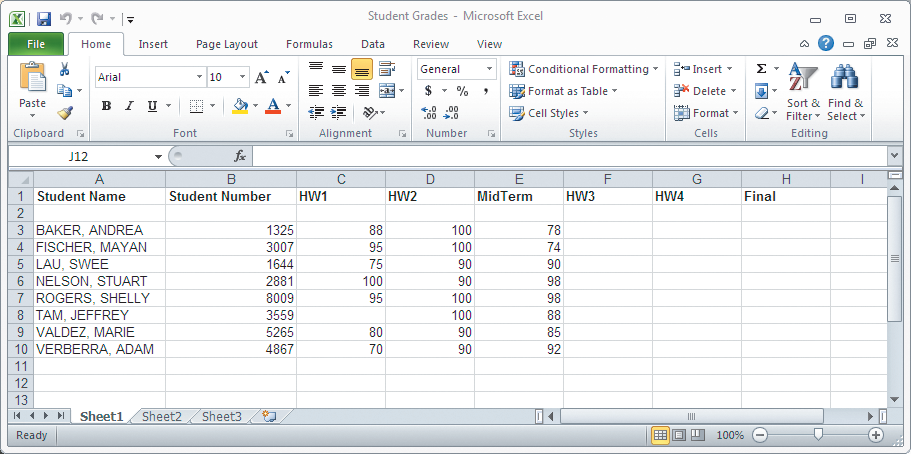 Student Grades - Microsoft Excel
File Home Insert Page Layout Formulas Data Review View
Paste
Arial 10
B I U A
General
$ % ,
Conditional Formatting
Format as Table
Cell Styles
Insert
Delete
Format
Σ
Sort & Filter
Find & Select
Clipboard Font Alignment Number Styles Cells Editing
J12 fx
A B C D E F G H I
1 Student Name Student Number HW1 HW2 MidTerm HW3 HW4 Final
2
3 BAKER, ANDREA 1325 88 100 78
4 FISCHER, MAYAN 3007 95 100 74
5 LAU, SWEE 1644 75 90 90
6 NELSON, STUART 2881 100 90 98
7 ROGERS, SHELLY 8009 95 100 98
8 TAM, JEFFREY 3559 100 88
9 VALDEZ, MARIE 5265 80 90 85
10 VERBERRA, ADAM 4867 70 90 92
11
12
13
Sheet1 Sheet2 Sheet3
Ready 100%